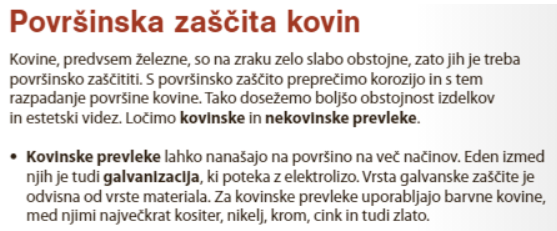 Površinska zaščita kovin
Kovine, predvsem železne, so na zraku zelo slabo obstojne, zato jih je treba
površinsko zaščititi. S površinsko zaščito preprečimo korozijo in s tem
razpadanje površine kovine. Tako dosežemo boljšo obstojnost izdelkov
in estetski videz. Ločimo kovinske in nekovinske prevleke.
• Kovinske prevleke lahko nanašajo na površino na več načinov. Eden izmed
njih je tudi galvanizacija, ki poteka z elektrolizo. Vrsta galvanske zaščite je
odvisna od vrste materiala. Za kovinske prevleke uporabljajo barvne kovine,
med njimi največkrat kositer, nikelj, krom, cink in tudi zlato.